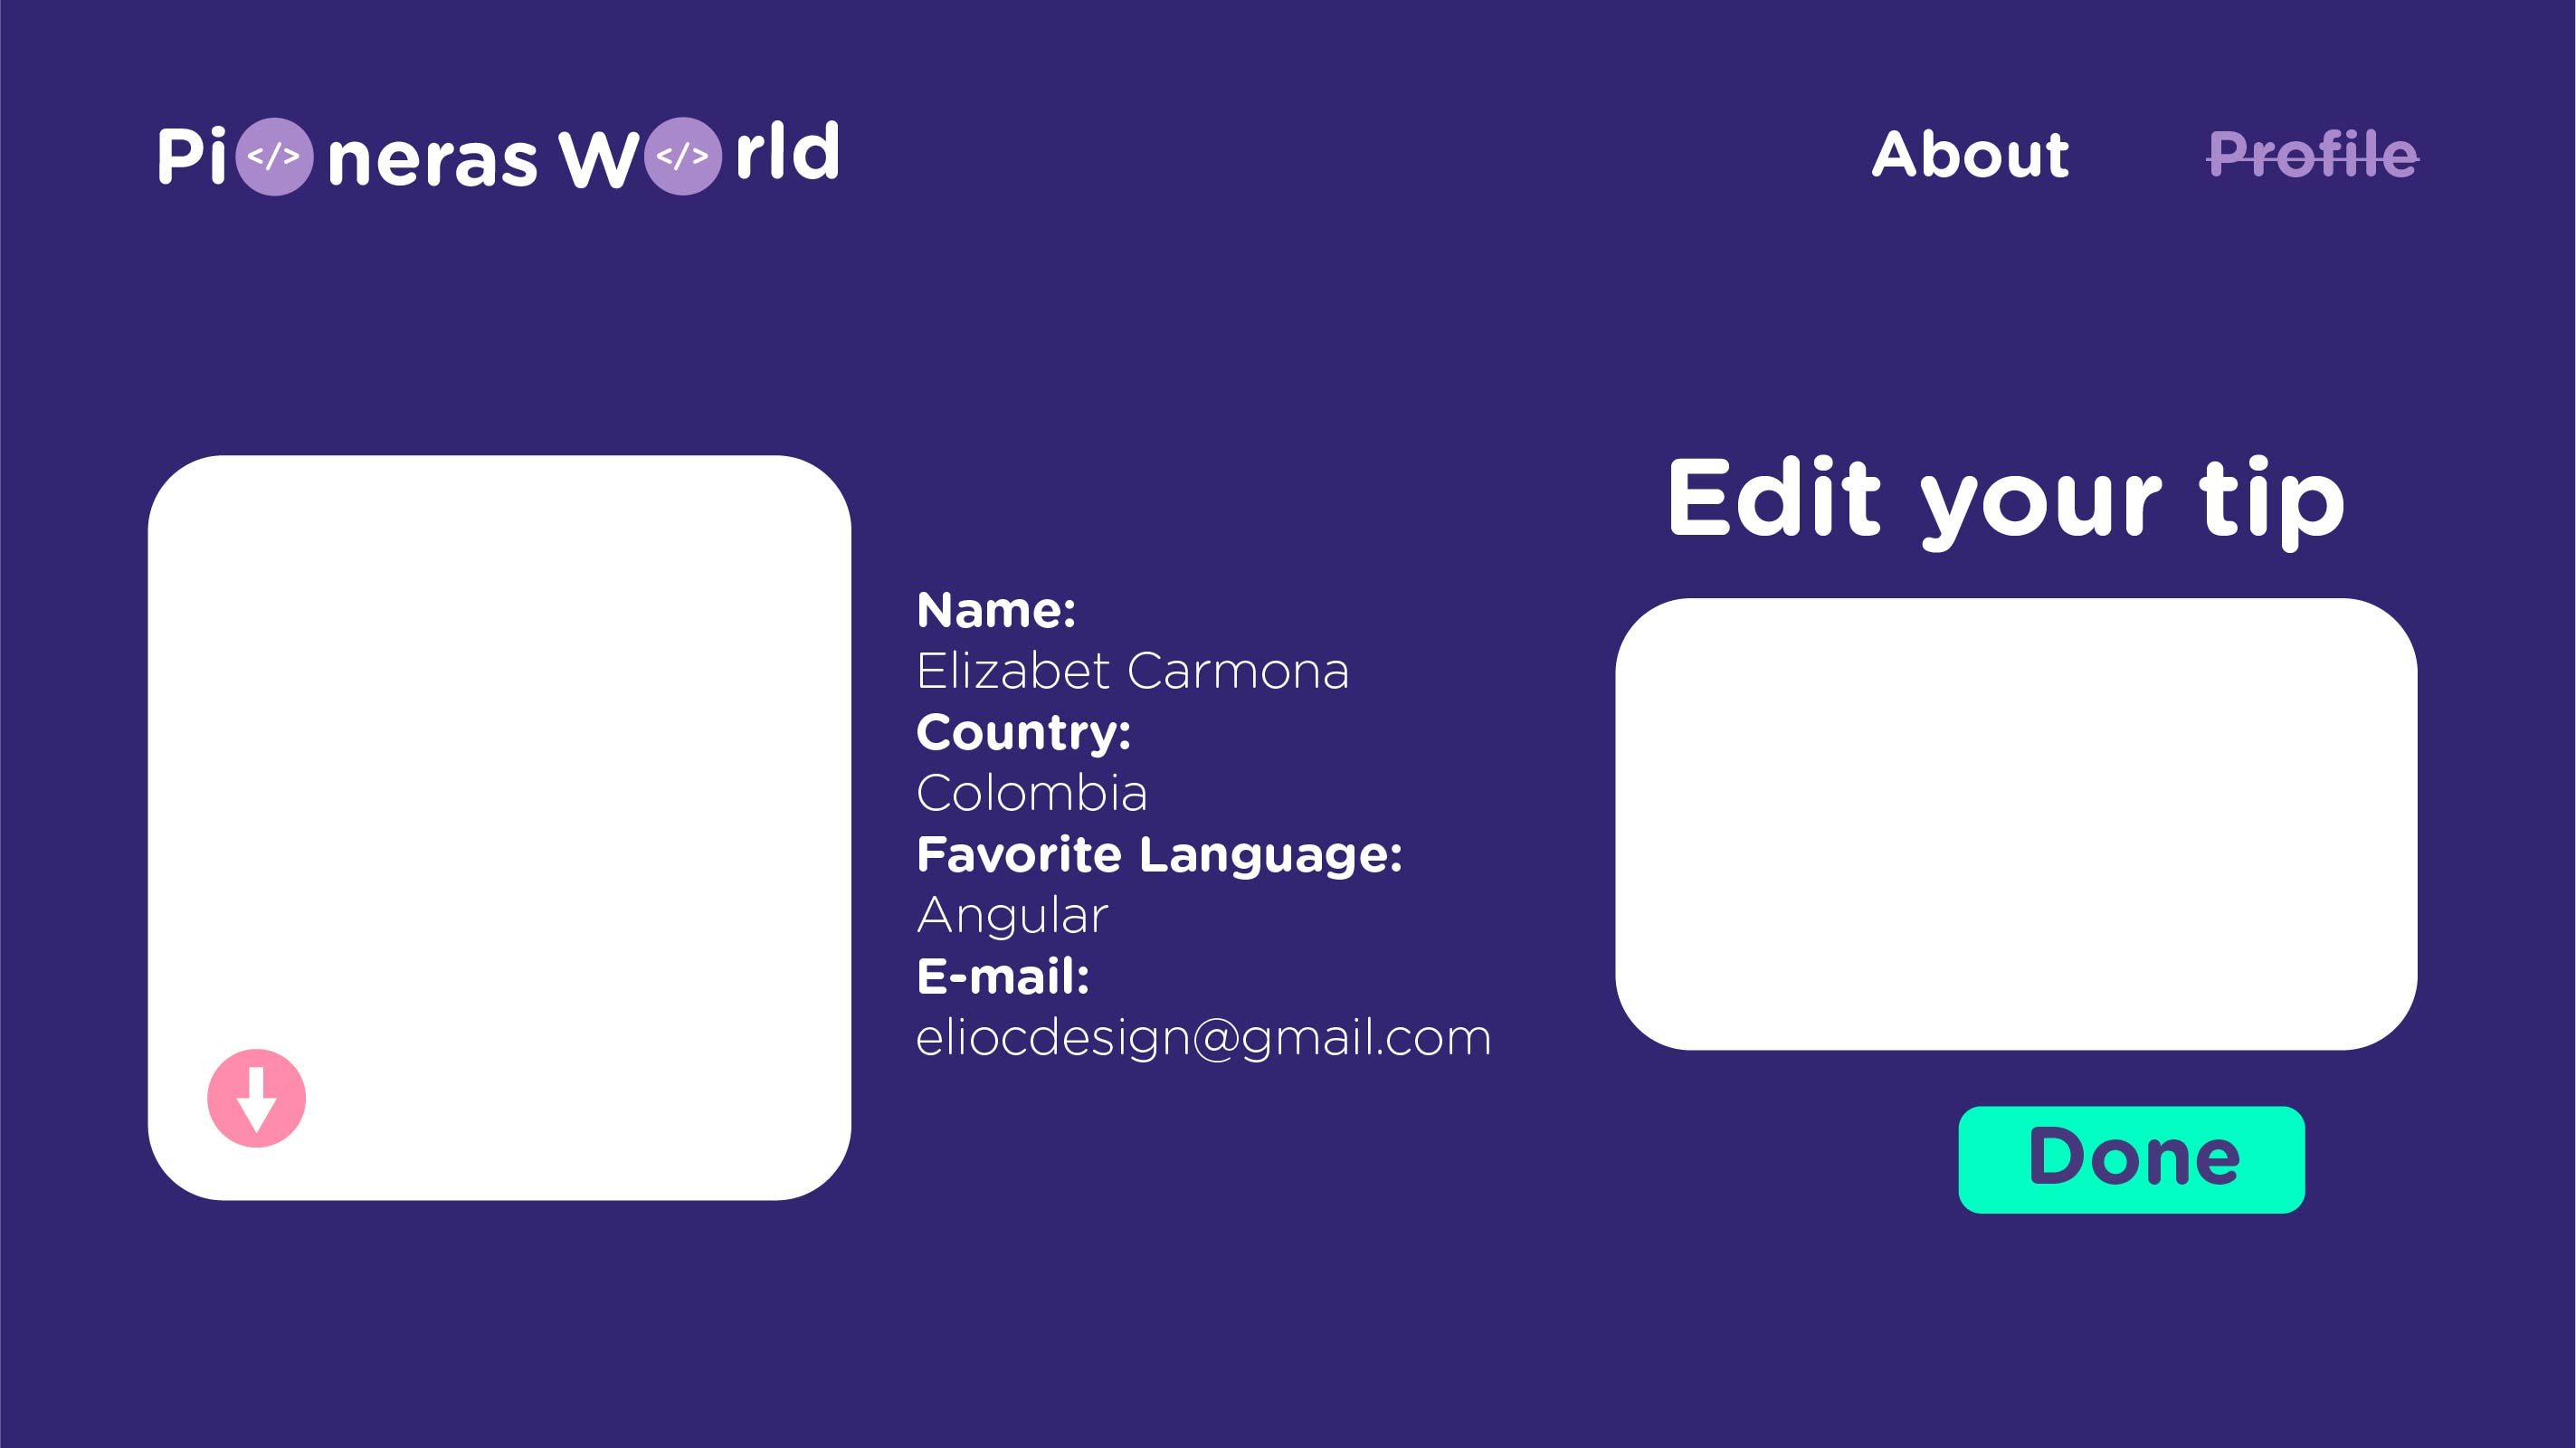 Pi</>neras W</>rld
About
Profile
Edit your tip
Name:
Elizabet Carmona
Country:
Colombia
Favorite Language:
Angular
E-mail:
eliocdesign@gmail.com
Done